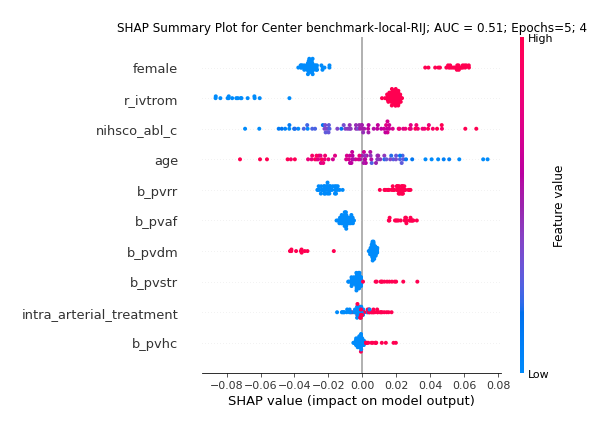 SHAP Summary Plot for Center benchmark-local-RIJ; AUC = 0.51; Epochs=5; 4
High
female
r_ivtrom
nihsco_abl_c
age
b_pvrr
b_pvaf
b_pvdm
b_pvstr
intra_arterial_treatment
b_pvhc
Feature value
Low
−0.08 −0.06 −0.04 −0.02 0.00 0.02 0.04 0.06 0.08
SHAP value (impact on model output)